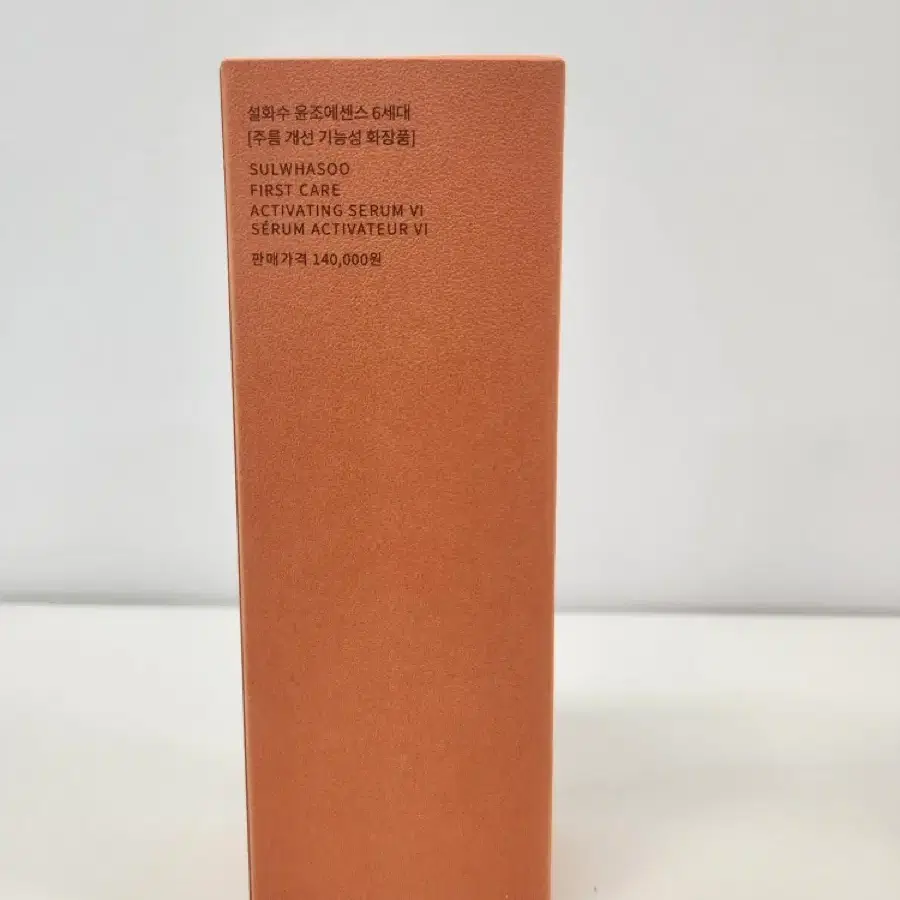 설화수 윤조에센스 6세대
[주름 개선 기능성 화장품]
SULWHASOO
FIRST CARE
ACTIVATING SERUM VI
SÉRUM ACTIVATEUR VI
판매가격 140,000원